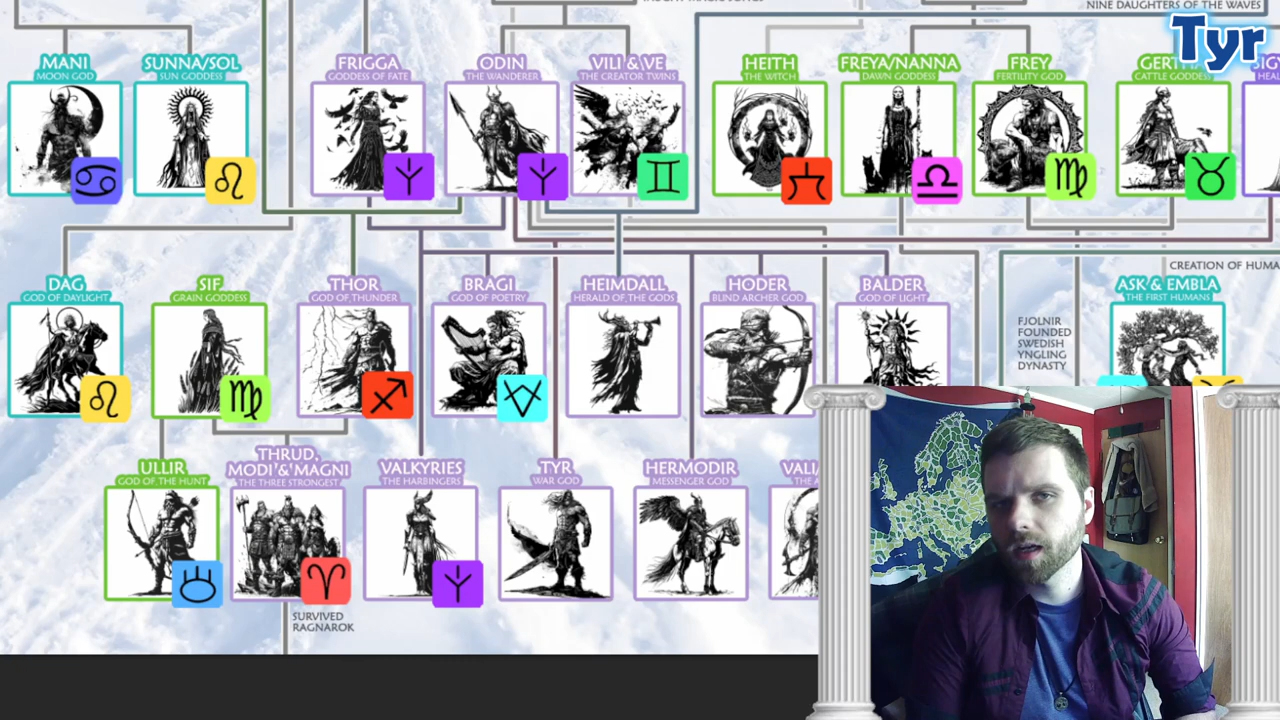 NINE DAUGHTERS OF THE WAVES
Tyr
MANI
MOON GOD
SUNNA/SOL
SUN GODDESS
FRIGGA
GODDESS OF FATE
ODIN
THE WANDERER
VILI & VE
THE CREATOR TWINS
HEITH
THE WITCH
FREYA/NANNA
DAWN GODDESS
FREY
FERTILITY GOD
CATTLE GODDESS
CREATION OF HUMA
DAG
GOD OF DAYLIGHT
SIF
GRAIN GODDESS
THOR
GOD OF THUNDER
BRAGI
GOD OF POETRY
HEIMDALL
HERALD OF THE GODS
HODER
BLIND ARCHER GOD
BALDER
GOD OF LIGHT
ASK & EMBLA
THE FIRST HUMANS
FJOLNIR
FOUNDED
SWEDISH
YNGLING
DYNASTY
ULLIR
GOD OF THE HUNT
THRUD,
MODI & MAGNI
THE THREE STRONGEST
VALKYRIES
THE HARBINGERS
TYR
WAR GOD
HERMODIR
MESSENGER GOD
SURVIVED
RAGNAROK